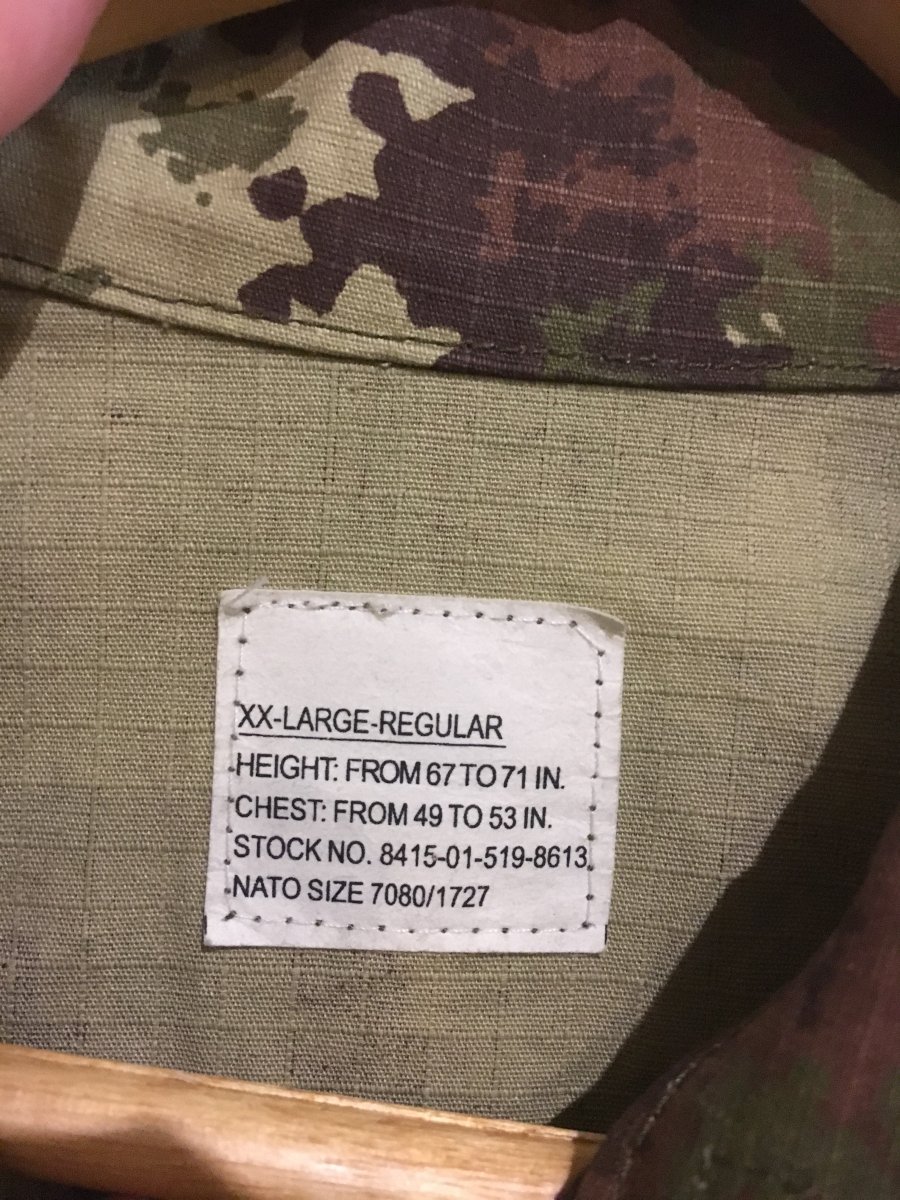 XX-LARGE-REGULAR
HEIGHT: FROM 67 TO 71 IN.
CHEST: FROM 49 TO 53 IN.
STOCK NO. 8415-01-519-8613
NATO SIZE 7080/1727